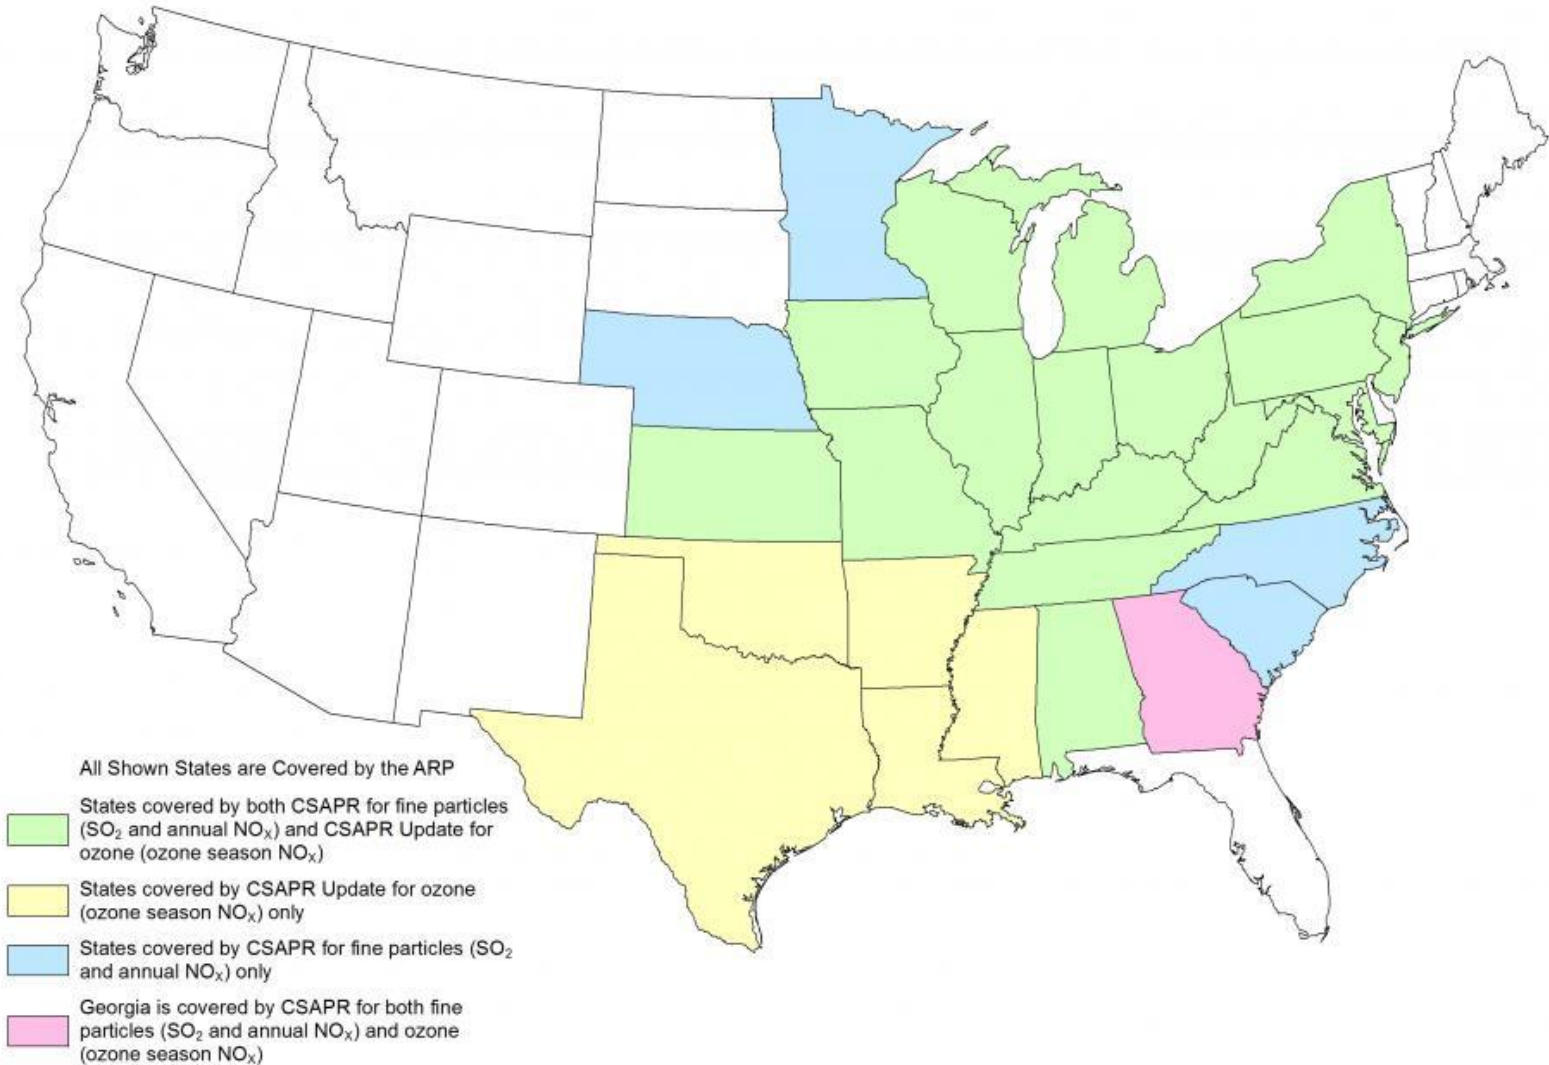 All Shown States are Covered by the ARP
States covered by both CSAPR for fine particles
(SO₂ and annual NOₓ) and CSAPR Update for
ozone (ozone season NOₓ)
States covered by CSAPR Update for ozone
(ozone season NOₓ) only
States covered by CSAPR for fine particles (SO₂
and annual NOₓ) only
Georgia is covered by CSAPR for both fine
particles (SO₂ and annual NOₓ) and ozone
(ozone season NOₓ)